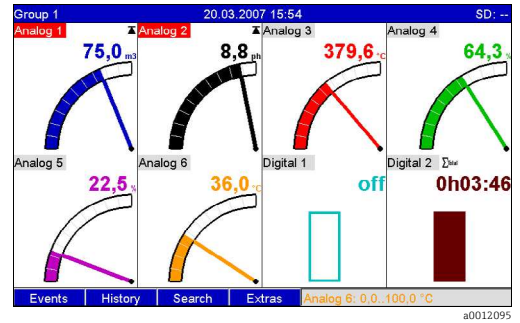 Group 1 20.03.2007 15:54 SD: --
Analog 1 Analog 2 Analog 3 Analog 4
75,0 m3 8,8 ph 379,6 °C 64,3 %
Analog 5 Analog 6 Digital 1 Digital 2 Σtotal
22,5 % 36,0 °C off 0h03:46
Events History Search Extras Analog 6: 0,0..100,0 °C
a0012095